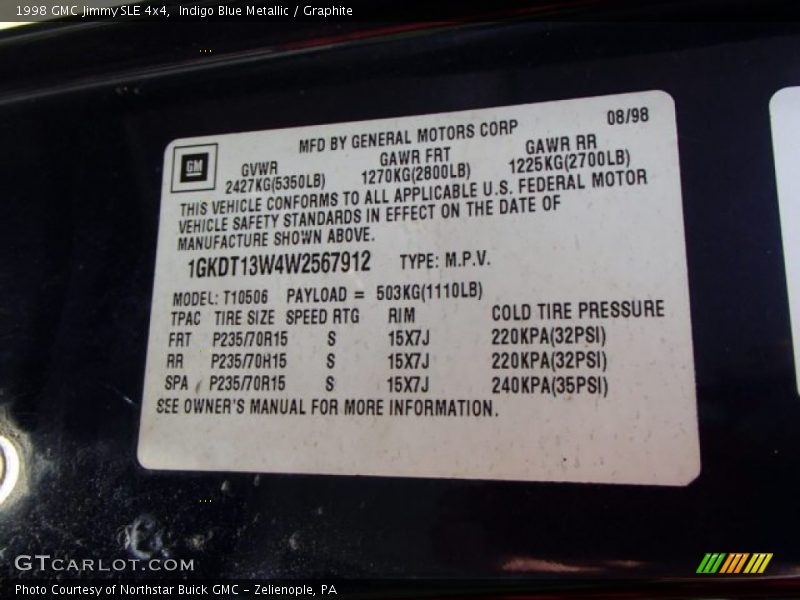 1998 GMC Jimmy SLE 4x4,  Indigo Blue Metallic / Graphite
MFD BY GENERAL MOTORS CORP 08/98
GM
GVWR GAWR FRT GAWR RR
2427KG(5350LB) 1270KG(2800LB) 1225KG(2700LB)
THIS VEHICLE CONFORMS TO ALL APPLICABLE U.S. FEDERAL MOTOR
VEHICLE SAFETY STANDARDS IN EFFECT ON THE DATE OF
MANUFACTURE SHOWN ABOVE.
1GKDT13W4W2567912 TYPE: M.P.V.
MODEL: T10506 PAYLOAD = 503KG(1110LB)
TPAC TIRE SIZE SPEED RTG RIM COLD TIRE PRESSURE
FRT P235/70R15 S 15X7J 220KPA(32PSI)
RR P235/70R15 S 15X7J 220KPA(32PSI)
SPA P235/70R15 S 15X7J 240KPA(35PSI)
SEE OWNER'S MANUAL FOR MORE INFORMATION.
GTCARLOT.COM
Photo Courtesy of Northstar Buick GMC - Zelienople, PA